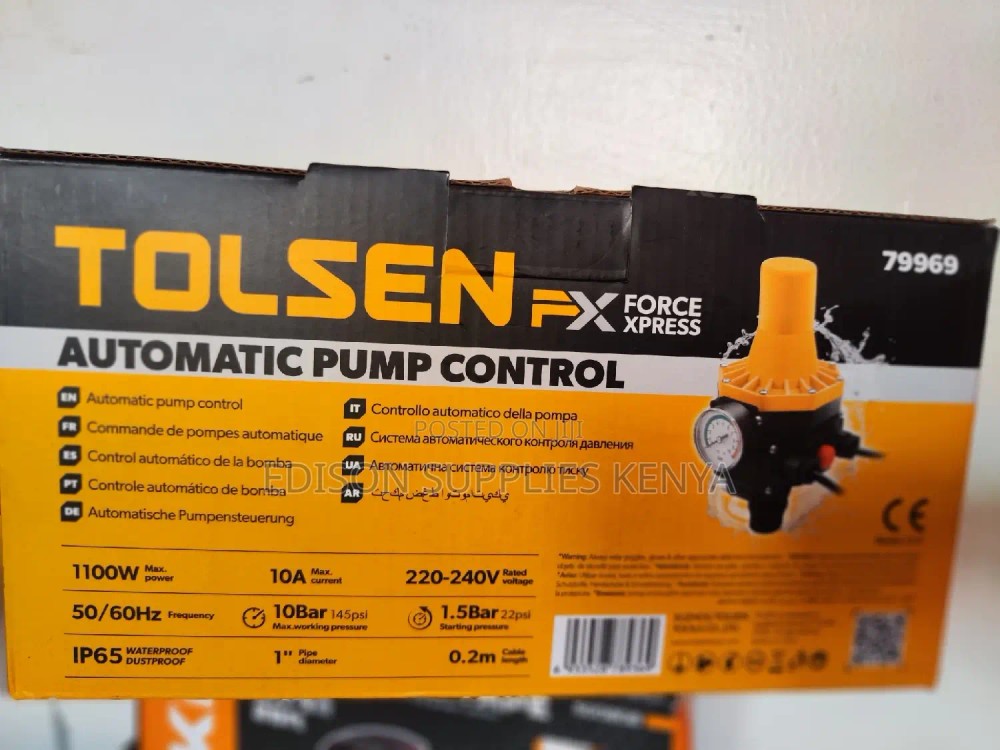 TOLSEN
FX FORCE
XPRESS
79969
AUTOMATIC PUMP CONTROL
EN Automatic pump control
FR Commande de pompes automatique
ES Control automático de la bomba
PT Controle automático de bomba
DE Automatische Pumpensteuerung
IT Controllo automatico della pompa
RU Система автоматического контроля давления
UA Автоматична система контролю тиску
AR
POSTED ON JIJI
EDISON SUPPLIES KENYA
CE
1100W Max. power
10A Max. current
220-240V Rated voltage
50/60Hz Frequency
10Bar 145psi
Max.working pressure
1.5Bar 22psi
Starting pressure
IP65 WATERPROOF
DUSTPROOF
1" Pipe diameter
0.2m Cable length